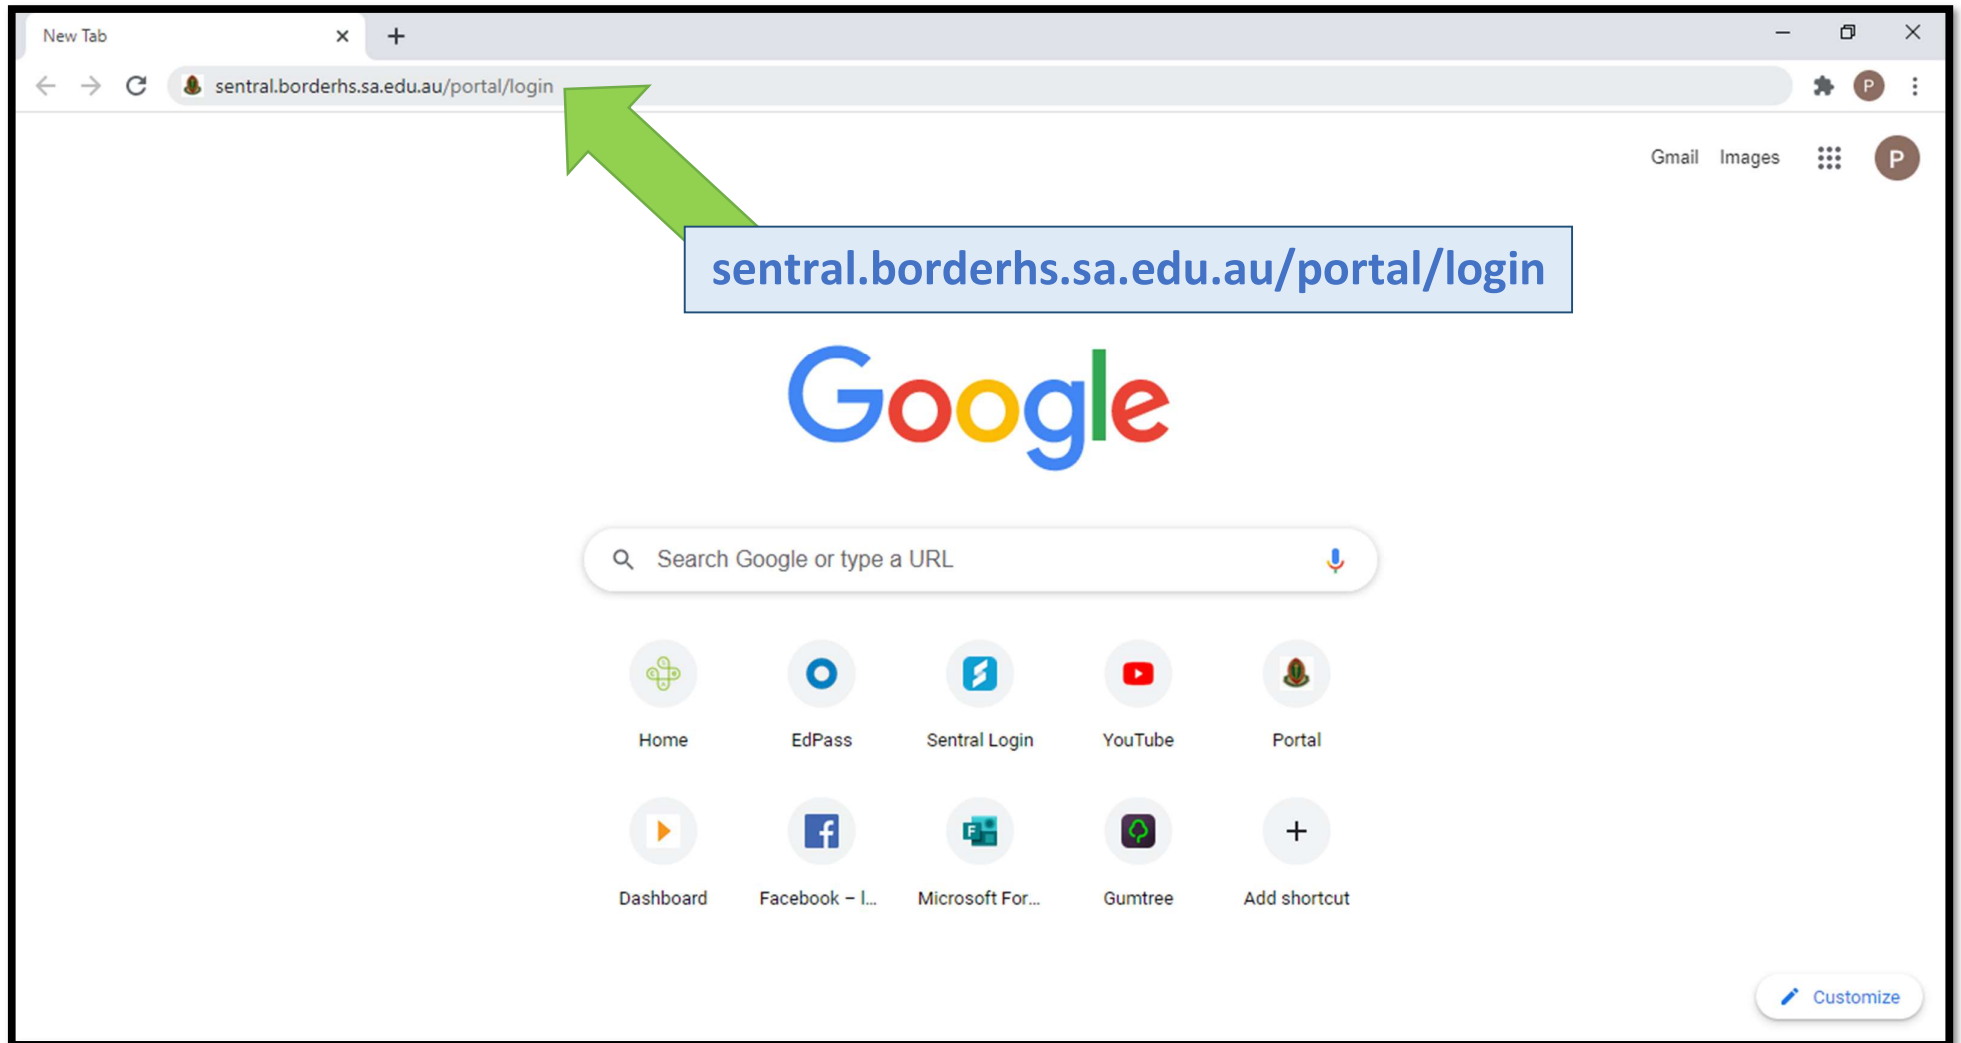 New Tab
sentral.borderhs.sa.edu.au/portal/login
P
Gmail Images P
sentral.borderhs.sa.edu.au/portal/login
Google
Search Google or type a URL
Home EdPass Sentral Login YouTube Portal
Dashboard Facebook – l... Microsoft For... Gumtree Add shortcut
Customize